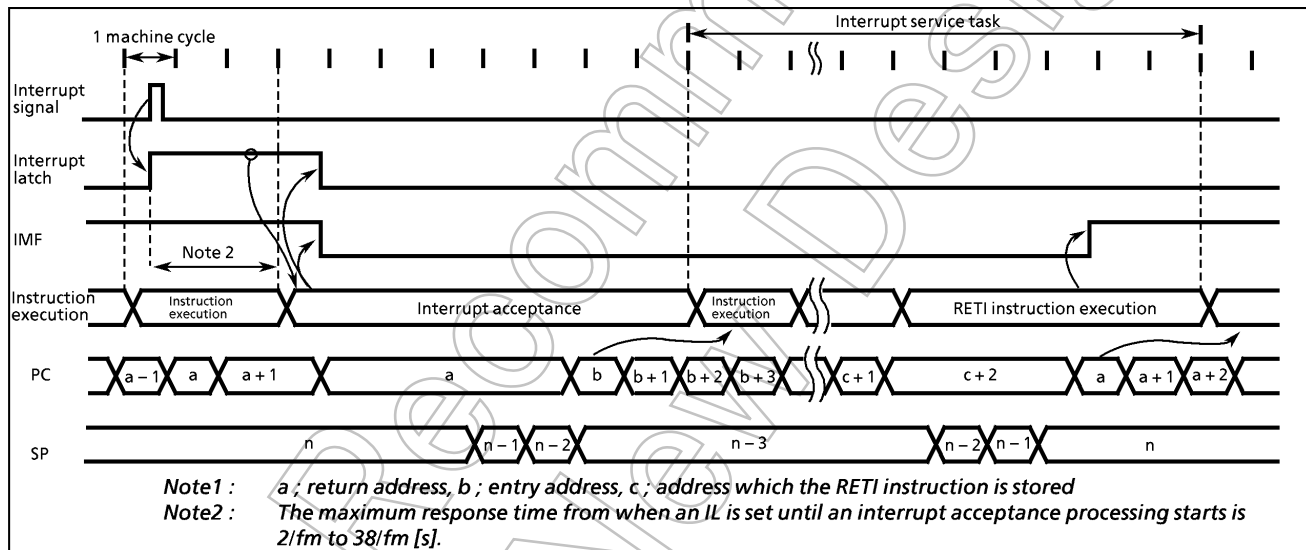 Interrupt service task
1 machine cycle
Interrupt
signal
Interrupt
latch
IMF
Note 2
Instruction
execution
Instruction
execution
Interrupt acceptance
Instruction
execution
RETI instruction execution
PC
a − 1
a
a + 1
a
b
b + 1
b + 2
b + 3
c + 1
c + 2
a
a + 1
a + 2
SP
n
n − 1
n − 2
n − 3
n − 2
n − 1
n
Note1 : a ; return address, b ; entry address, c ; address which the RETI instruction is stored
Note2 : The maximum response time from when an IL is set until an interrupt acceptance processing starts is
2/fm to 38/fm [s].